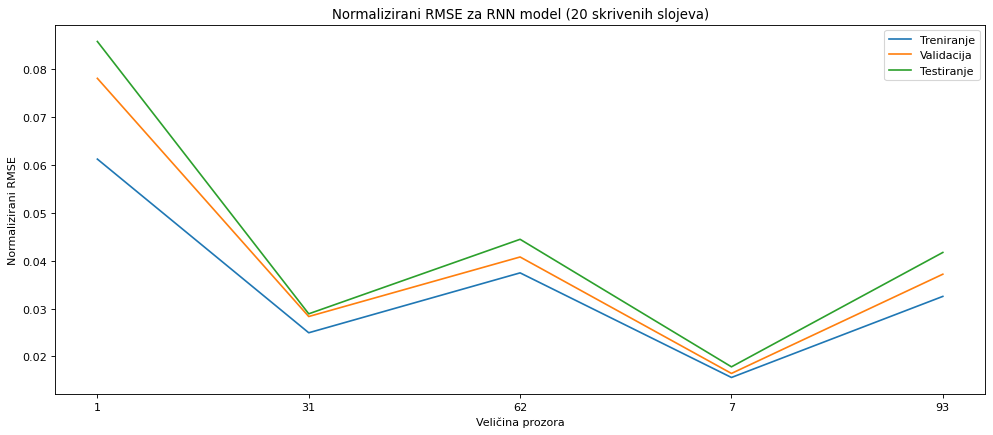 Normalizirani RMSE za RNN model (20 skrivenih slojeva)
Treniranje
Validacija
Testiranje
Normalizirani RMSE
0.08
0.07
0.06
0.05
0.04
0.03
0.02
1 31 62 7 93
Veličina prozora